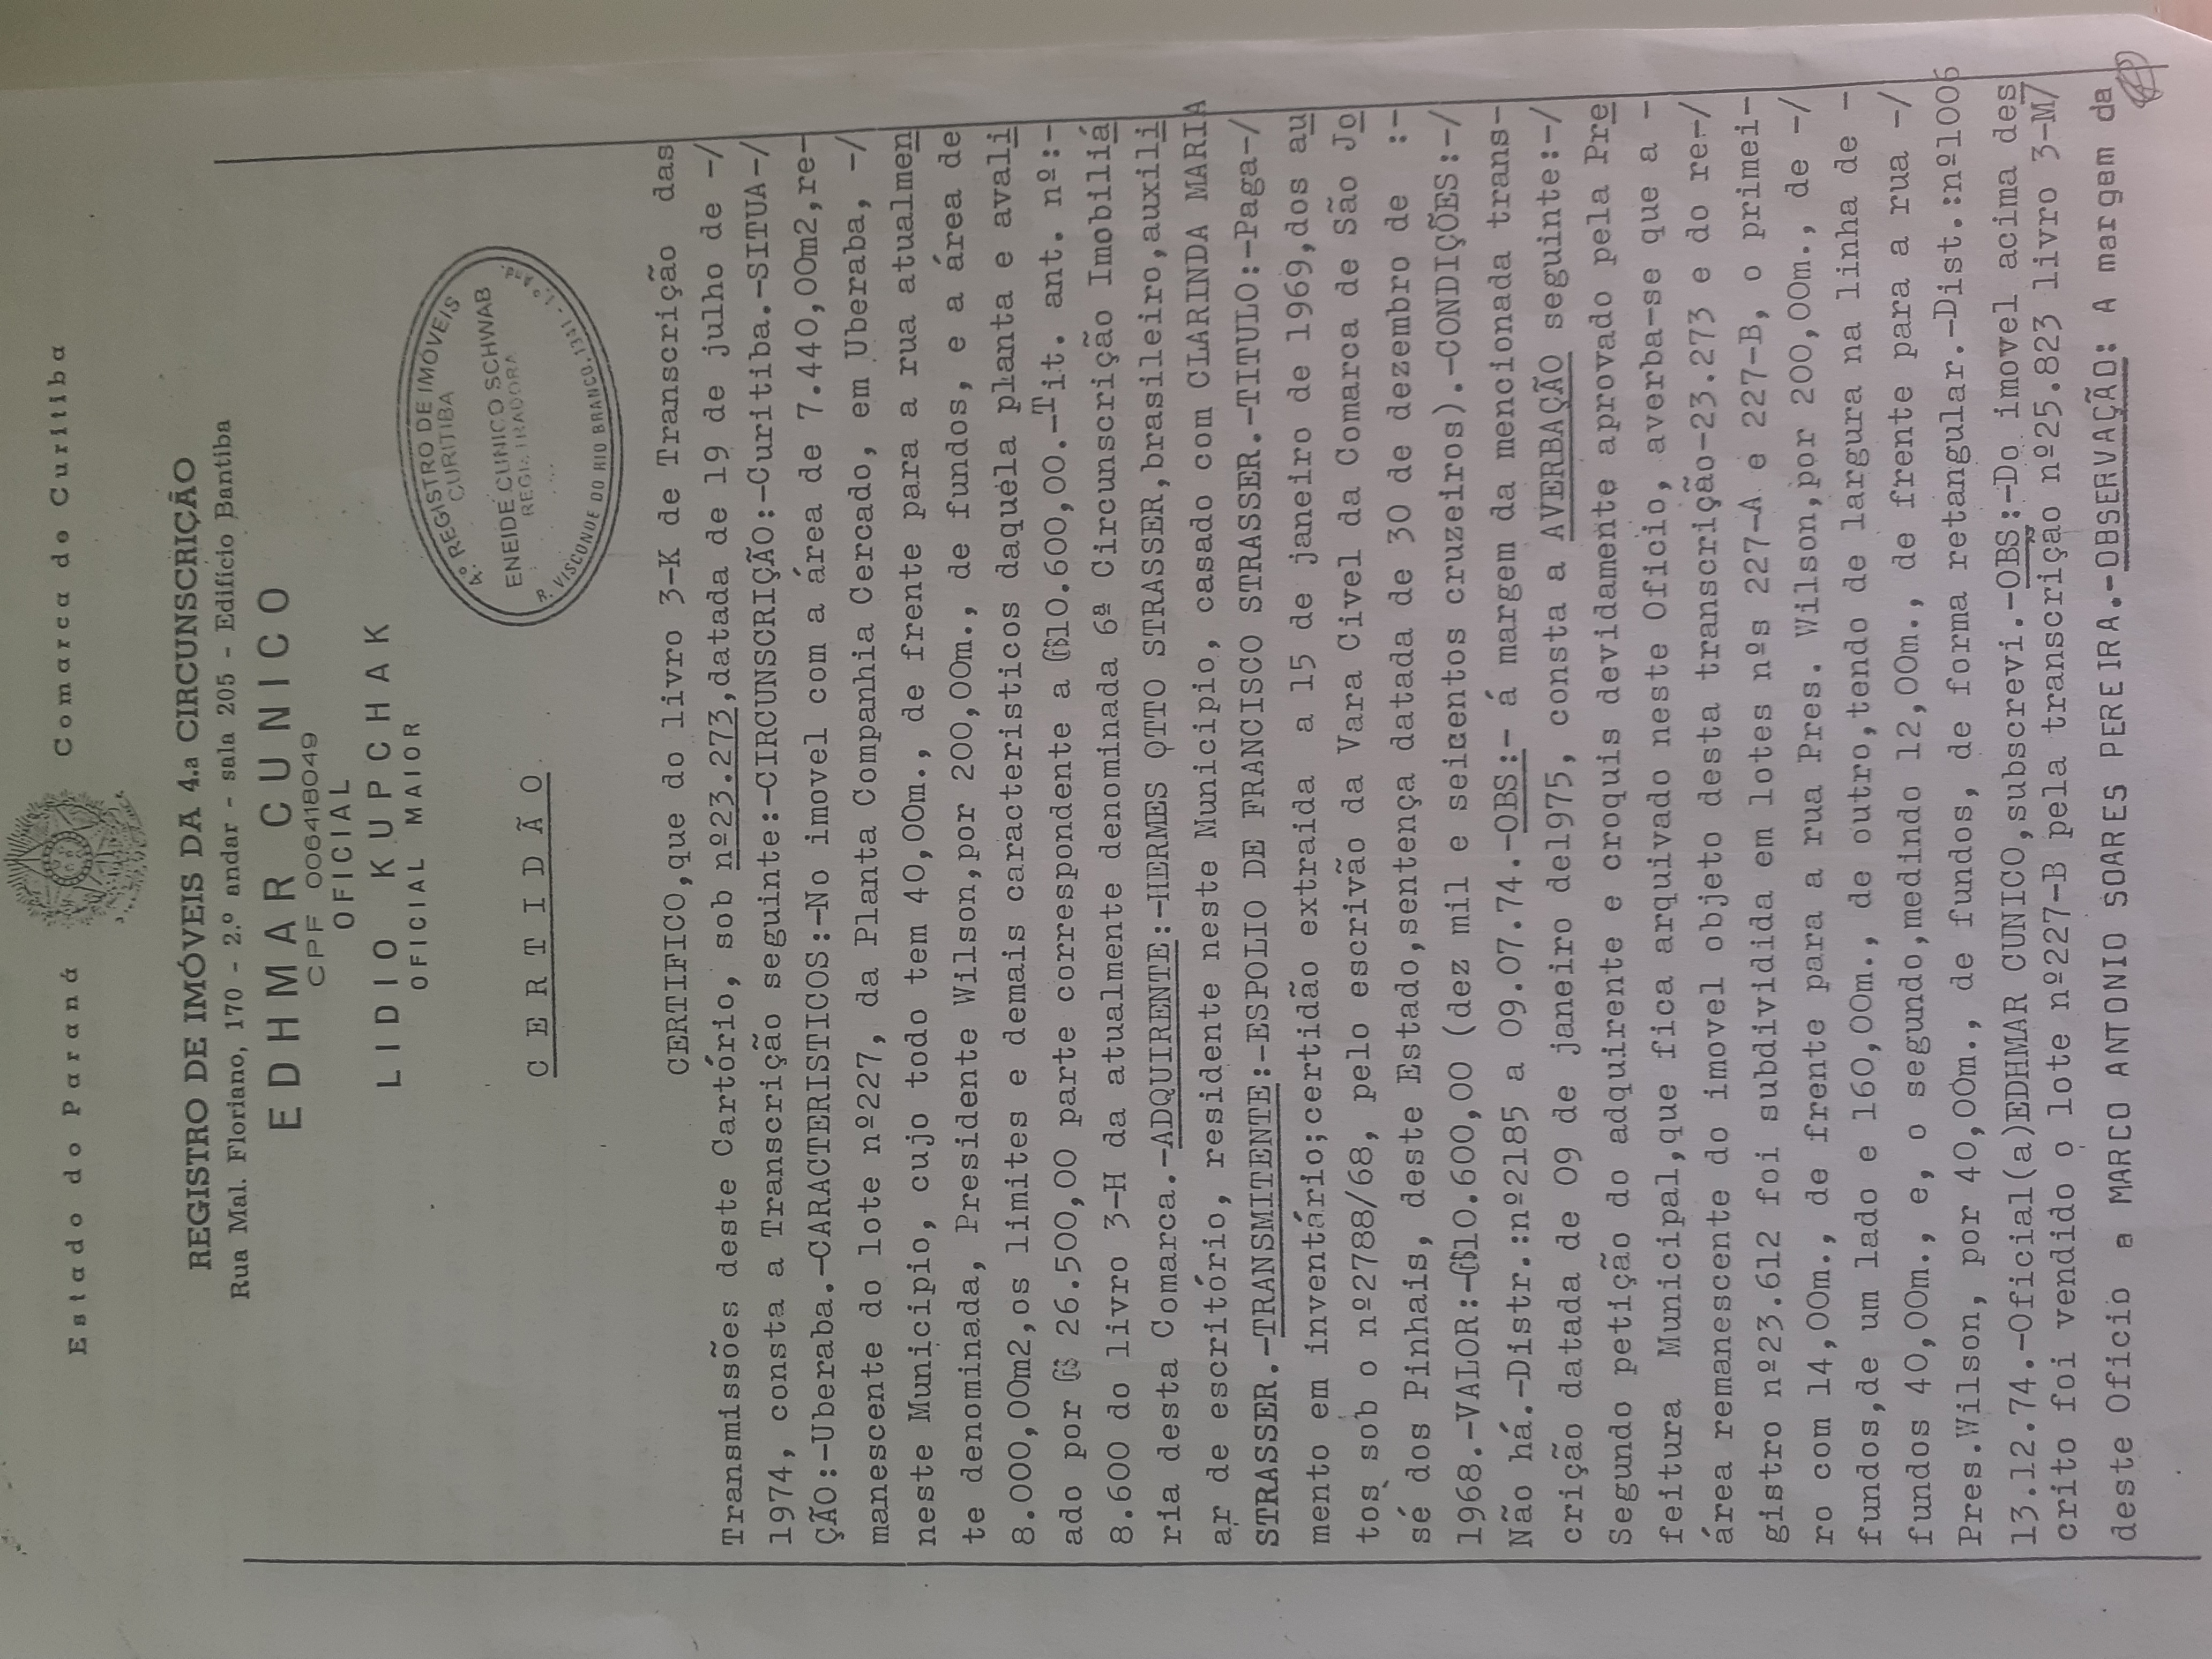 Estado do Paraná Comarca de Curitiba
REGISTRO DE IMÓVEIS DA 4.a CIRCUNSCRIÇÃO
Rua Mal. Floriano, 170 - 2.º andar - sala 205 - Edifício Bantiba
EDHMAR CUNICO
CPF 006418049
OFICIAL
LIDIO KUPCHAK
OFICIAL MAIOR
4.º REGISTRO DE IMÓVEIS
CURITIBA
ENEIDE CUNICO SCHWAB
REGISTRADORA
R. VISCONDE DO RIO BRANCO, 1341 - 1.º And.
CERTIDÃO
CERTIFICO,que do livro 3-K de Transcrição das
Transmissões deste Cartório, sob nº23.273,datada de 19 de julho de -/
1974, consta a Transcrição seguinte:-CIRCUNSCRIÇÃO:-Curitiba.-SITUA-/
ÇÃO:-Uberaba.-CARACTERISTICOS:-No imovel com a área de 7.440,00m2,re-
manescente do lote nº227, da Planta Companhia Cercado, em Uberaba, -/
neste Municipio, cujo todo tem 40,00m., de frente para a rua atualmen
te denominada, Presidente Wilson,por 200,00m., de fundos, e a área de
8.000,00m2,os limites e demais caracteristicos daquela planta e avali
ado por ₢$ 26.500,00 parte correspondente a ₢$10.600,00.-Tit. ant. nº:-
8.600 do livro 3-H da atualmente denominada 6ª Circunscrição Imobiliá
ria desta Comarca.-ADQUIRENTE:-HERMES OTTO STRASSER,brasileiro,auxili
ar de escritório, residente neste Municipio, casado com CLARINDA MARIA
STRASSER.-TRANSMITENTE:-ESPOLIO DE FRANCISCO STRASSER.-TITULO:-Paga-/
mento em inventário;certidão extraida a 15 de janeiro de 1969,dos au
tos sob o nº2788/68, pelo escrivão da Vara Civel da Comarca de São Jo
sé dos Pinhais, deste Estado,sentença datada de 30 de dezembro de :-
1968.-VALOR:-₢$10.600,00 (dez mil e seicentos cruzeiros).-CONDIÇÕES:-/
Não há.-Distr.:nº2185 a 09.07.74.-OBS:- á margem da mencionada trans-
crição datada de 09 de janeiro de1975, consta a AVERBAÇÃO seguinte:-/
Segundo petição do adquirente e croquis devidamente aprovado pela Pre
feitura Municipal,que fica arquivado neste Oficio, averba-se que a -
área remanescente do imovel objeto desta transcrição-23.273 e do re-/
gistro nº23.612 foi subdividida em lotes nºs 227-A e 227-B, o primei-
ro com 14,00m., de frente para a rua Pres. Wilson,por 200,00m., de -/
fundos,de um lado e 160,00m., de outro,tendo de largura na linha de -
fundos 40,00m., e, o segundo,medindo 12,00m., de frente para a rua -/
Pres.Wilson, por 40,00m., de fundos, de forma retangular.-Dist.:nº1006
13.12.74.-Oficial(a)EDHMAR CUNICO,subscrevi.-OBS:-Do imovel acima des
crito foi vendido o lote nº227-B pela transcrição nº25.823 livro 3-M/
deste Oficio a MARCO ANTONIO SOARES PEREIRA.-OBSERVAÇÃO: A margem da